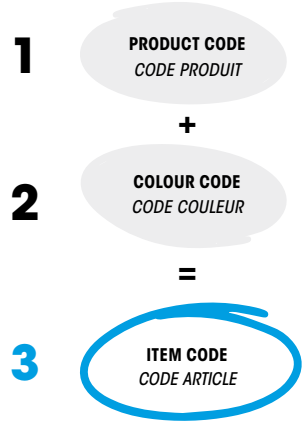 1
PRODUCT CODE
CODE PRODUIT
+
2
COLOUR CODE
CODE COULEUR
=
3
ITEM CODE
CODE ARTICLE